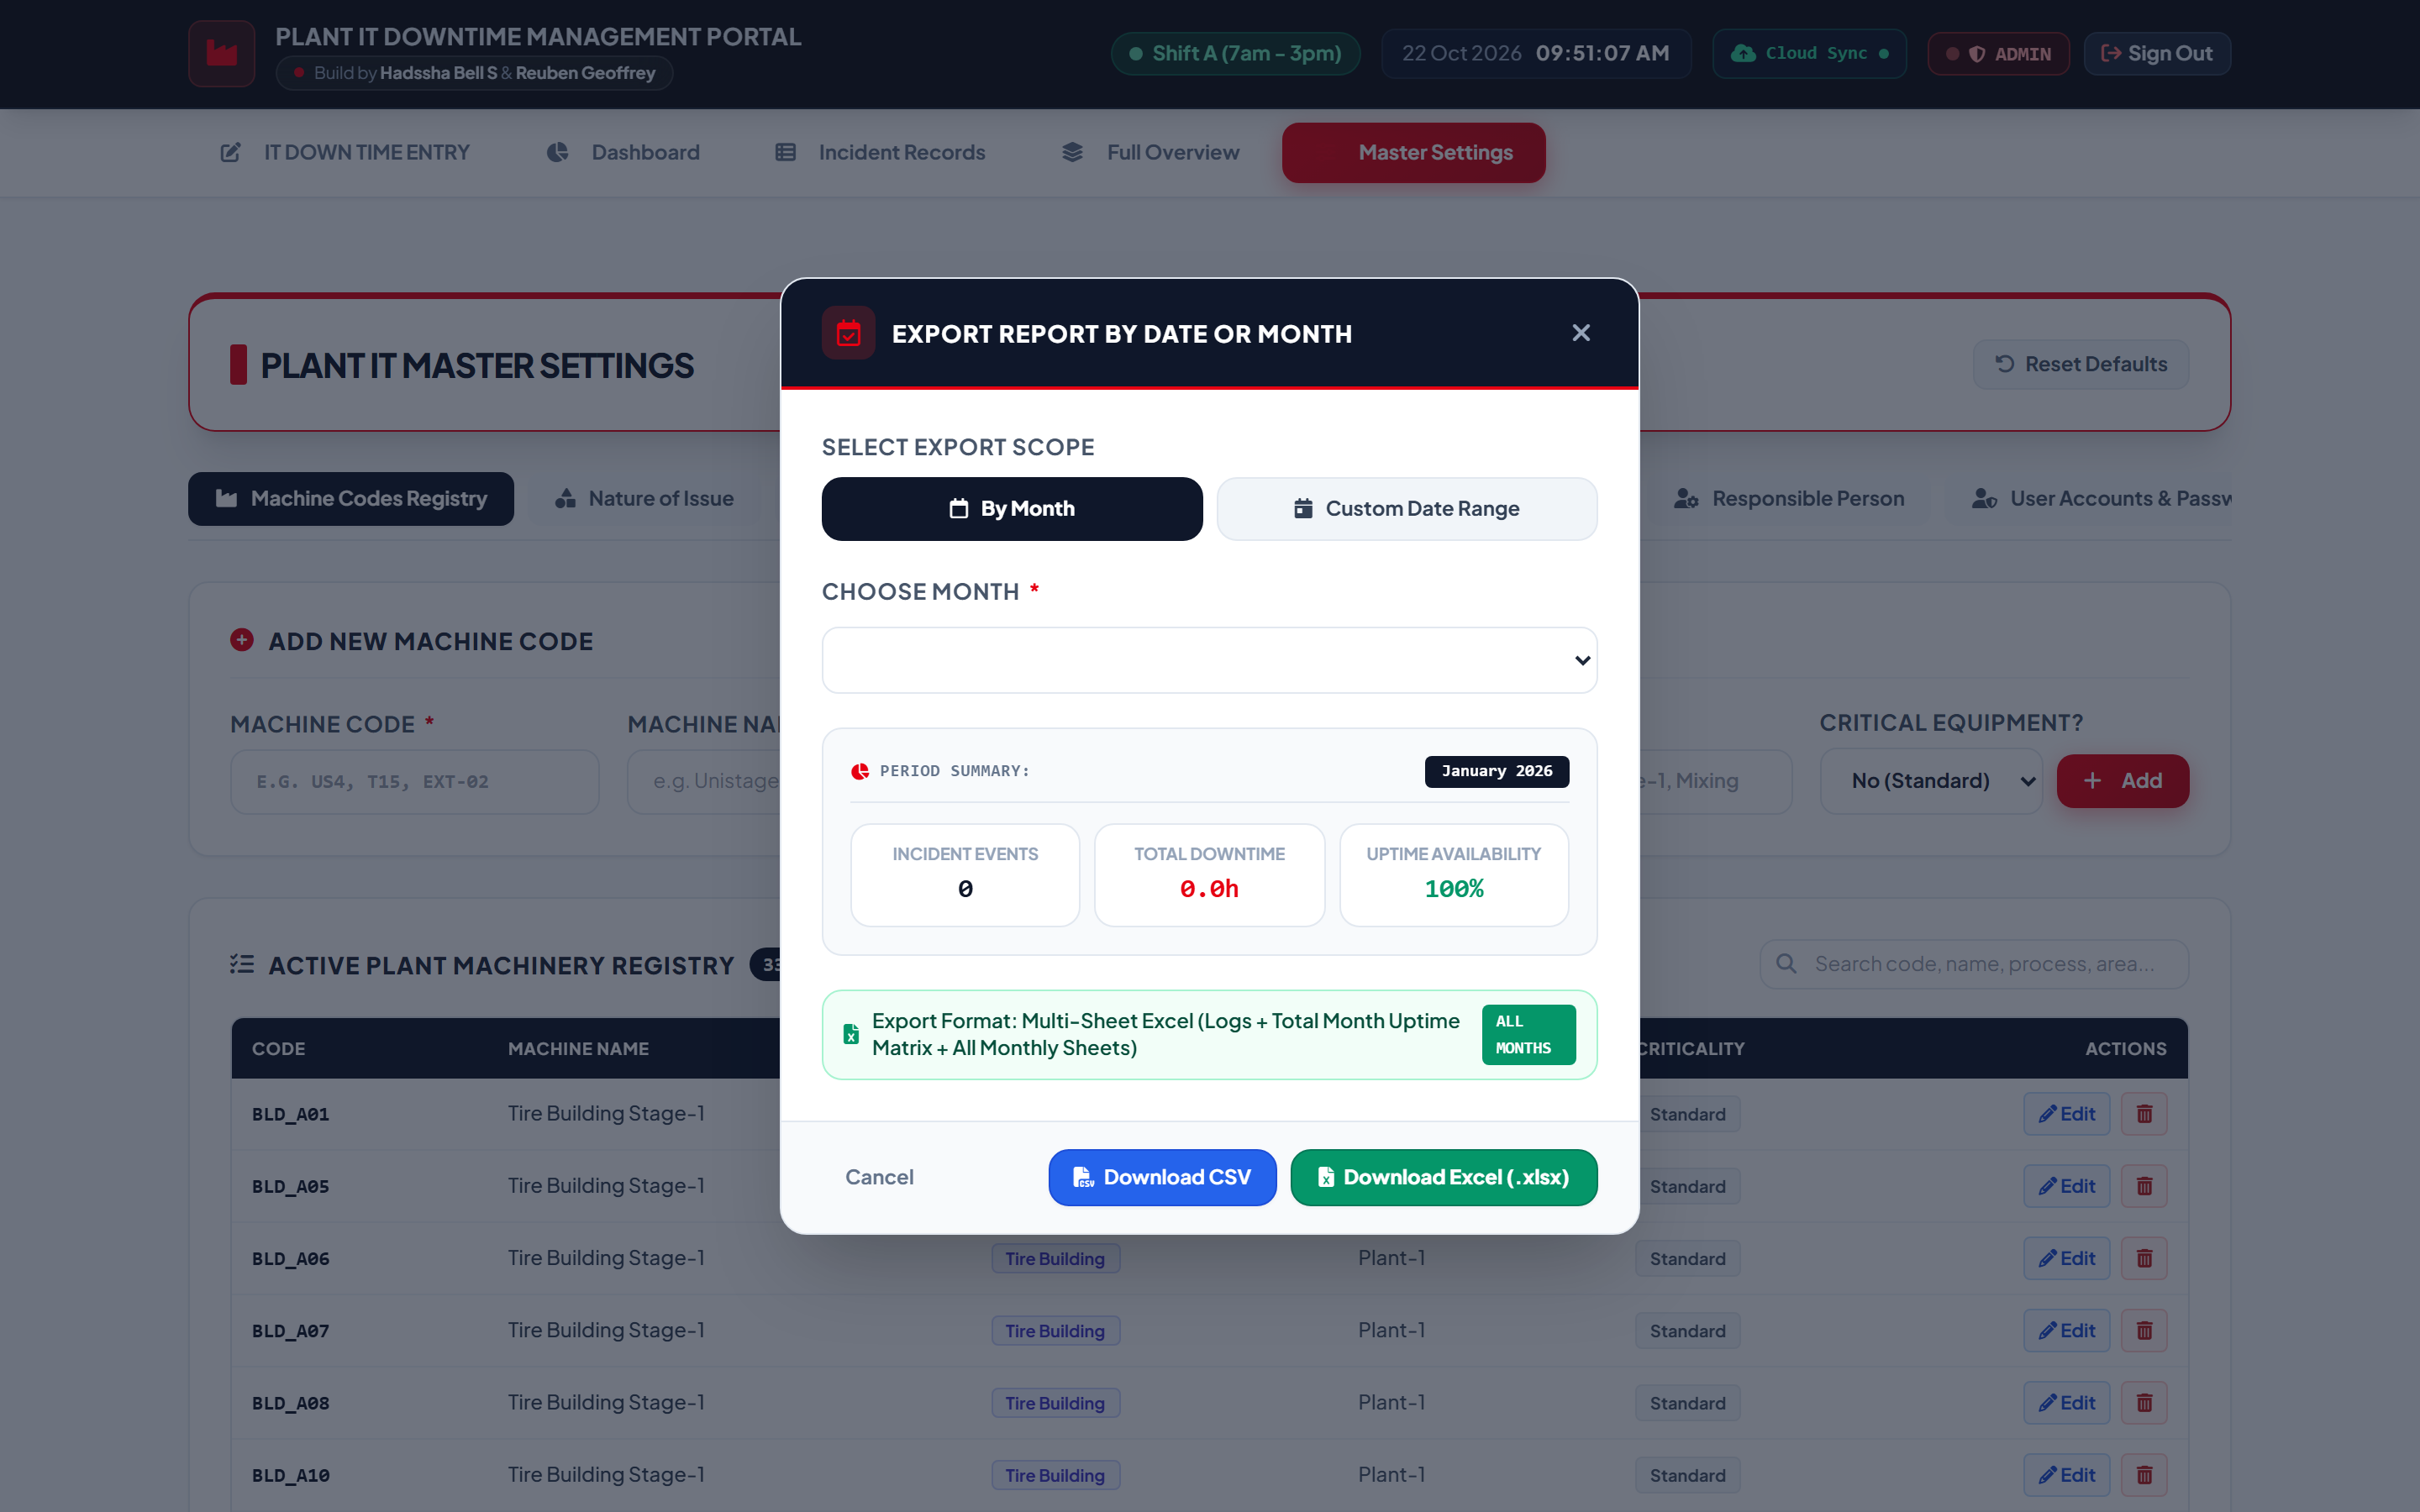 PLANT IT DOWNTIME MANAGEMENT PORTAL
Build by Hadssha Bell S & Reuben Geoffrey
Shift A (7am - 3pm)
22 Oct 2026 09:51:07 AM
Cloud Sync
ADMIN
Sign Out
IT DOWN TIME ENTRY
Dashboard
Incident Records
Full Overview
Master Settings
PLANT IT MASTER SETTINGS
Reset Defaults
Machine Codes Registry
Nature of Issue
Responsible Person
User Accounts & Passw
ADD NEW MACHINE CODE
MACHINE CODE *
E.G. US4, T15, EXT-02
MACHINE NA
e.g. Unistage
e-1, Mixing
CRITICAL EQUIPMENT?
No (Standard)
Add
ACTIVE PLANT MACHINERY REGISTRY 33
Search code, name, process, area...
CODE MACHINE NAME CRITICALITY ACTIONS
BLD_A01 Tire Building Stage-1 Standard Edit
BLD_A05 Tire Building Stage-1 Standard Edit
BLD_A06 Tire Building Stage-1 Tire Building Plant-1 Standard Edit
BLD_A07 Tire Building Stage-1 Tire Building Plant-1 Standard Edit
BLD_A08 Tire Building Stage-1 Tire Building Plant-1 Standard Edit
BLD_A10 Tire Building Stage-1 Tire Building Plant-1 Standard Edit
EXPORT REPORT BY DATE OR MONTH
SELECT EXPORT SCOPE
By Month
Custom Date Range
CHOOSE MONTH *
PERIOD SUMMARY:
January 2026
INCIDENT EVENTS
0
TOTAL DOWNTIME
0.0h
UPTIME AVAILABILITY
100%
Export Format: Multi-Sheet Excel (Logs + Total Month Uptime
Matrix + All Monthly Sheets)
ALL
MONTHS
Cancel
Download CSV
Download Excel (.xlsx)